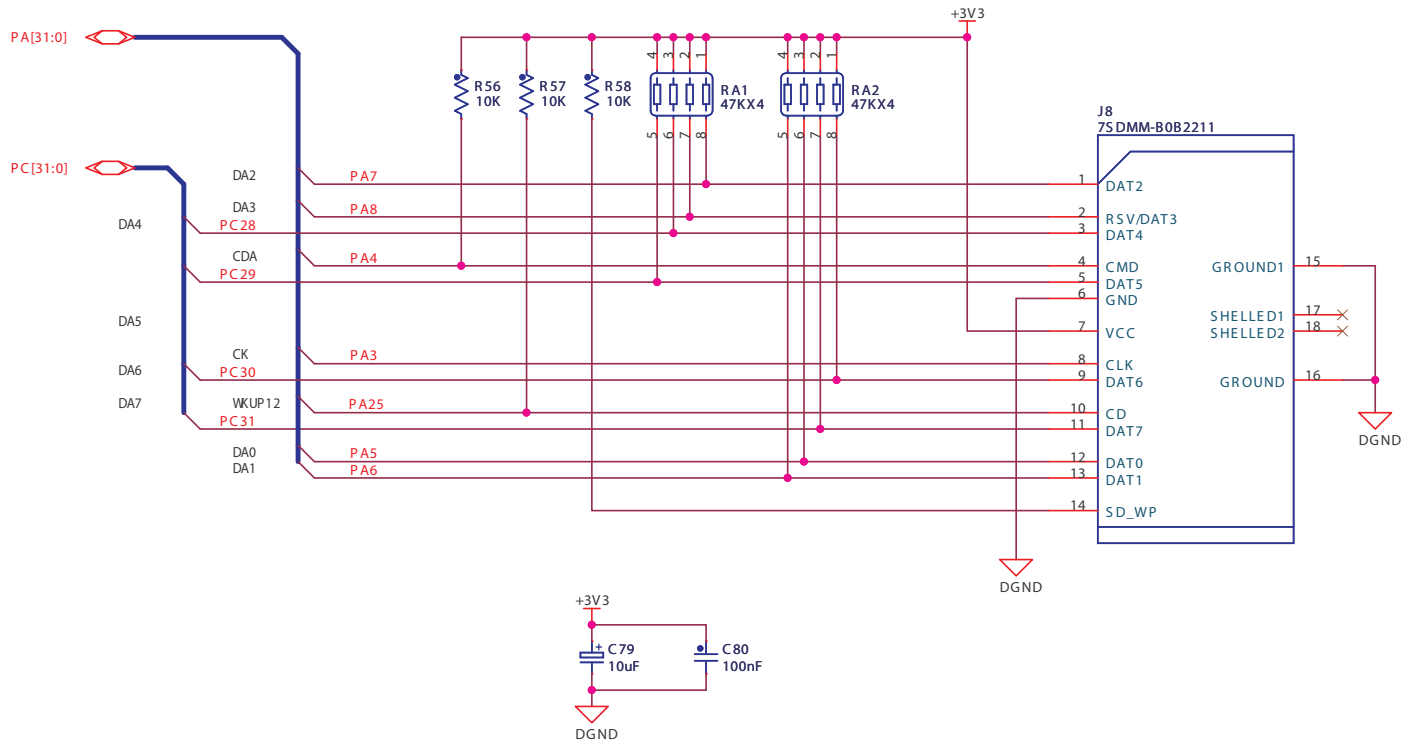 +3V3
PA[31:0]
4 3 2 1
4 3 2 1
R56
10K
R57
10K
R58
10K
RA1
47KX4
RA2
47KX4
5 6 7 8
5 6 7 8
J8
7SDMM-B0B2211
PC[31:0]
DA2 PA7 1 DAT2
DA3 PA8 2 RSV/DAT3
DA4 PC28 3 DAT4
CDA PA4 4 CMD
PC29 5 DAT5
6 GND
GROUND1 15
DA5
7 VCC
SHELLED1 17
SHELLED2 18
CK PA3 8 CLK
DA6 PC30 9 DAT6
GROUND 16
DA7 WKUP12 PA25 10 CD
PC31 11 DAT7
DGND
DA0 PA5 12 DAT0
DA1 PA6 13 DAT1
14 SD_WP
DGND
+3V3
+
C79
10uF
C80
100nF
DGND